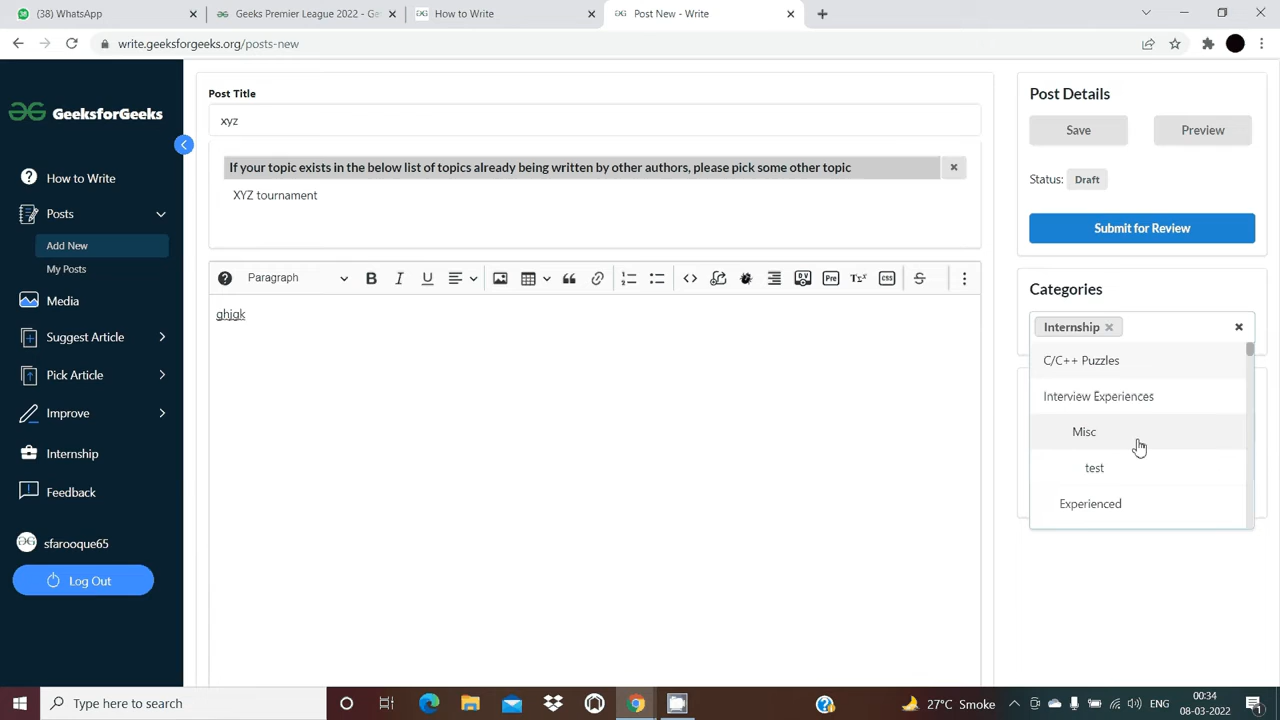 38
(38) WhatsApp
Geeks Premier League 2022 - Ge
How to Write
Post New - Write
write.geeksforgeeks.org/posts-new
GeeksforGeeks
How to Write
Posts
Add New
My Posts
Media
Suggest Article
Pick Article
Improve
Internship
Feedback
sfarooque65
Log Out
Post Title
xyz
If your topic exists in the below list of topics already being written by other authors, please pick some other topic
XYZ tournament
Paragraph
B I U
Pre
CSS
S
ghjgk
Post Details
Save Preview
Status: Draft
Submit for Review
Categories
Internship
C/C++ Puzzles
Interview Experiences
Misc
test
Experienced
Type here to search
27°C Smoke
ENG
00:34
08-03-2022
1